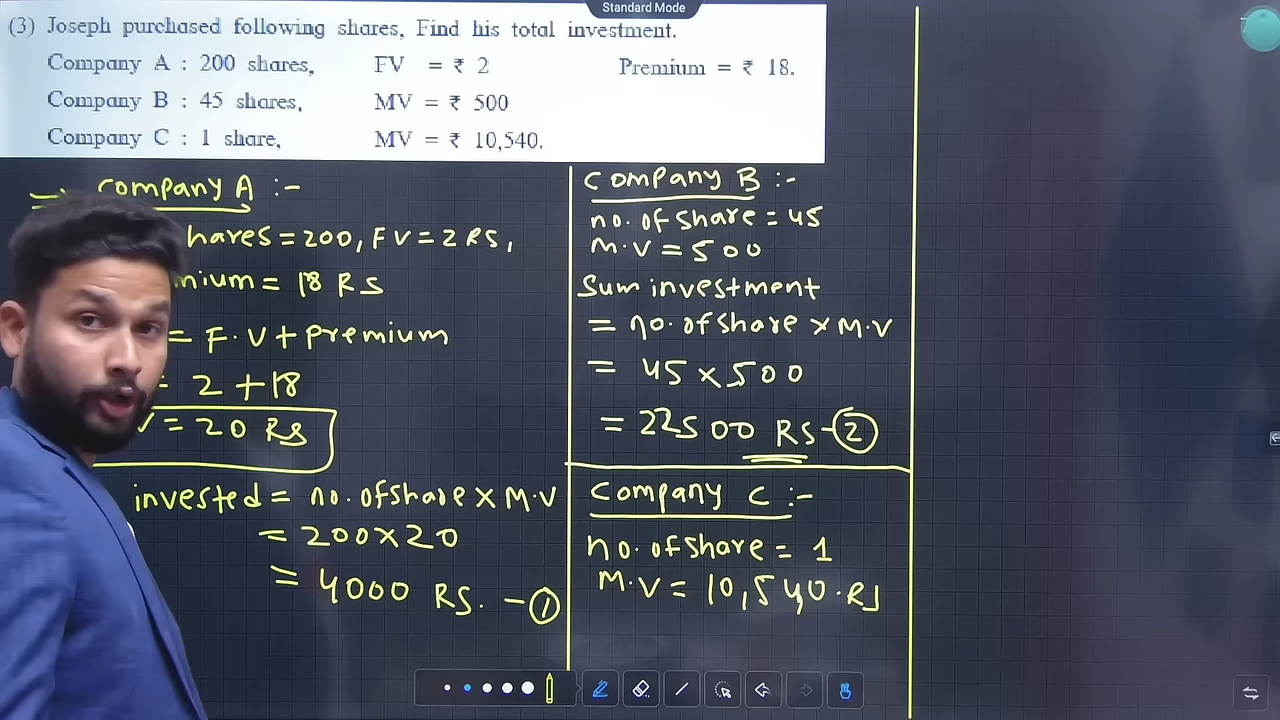 Standard Mode
(3) Joseph purchased following shares, Find his total investment.
Company A : 200 shares, FV = ₹ 2 Premium = ₹ 18.
Company B : 45 shares, MV = ₹ 500
Company C : 1 share, MV = ₹ 10,540.
=> company A :-
hares = 200, FV = 2 RS,
mium = 18 RS
= F.V + Premium
= 2 + 18
V = 20 RS
invested = no. of share x M.V
= 200 x 20
= 4000 RS. - ①
Company B :-
no. of share = 45
M.V = 500
Sum investment
= no. of share x M.V
= 45 x 500
= 22500 RS - ②
Company C :-
no. of share = 1
M.V = 10,540. RS